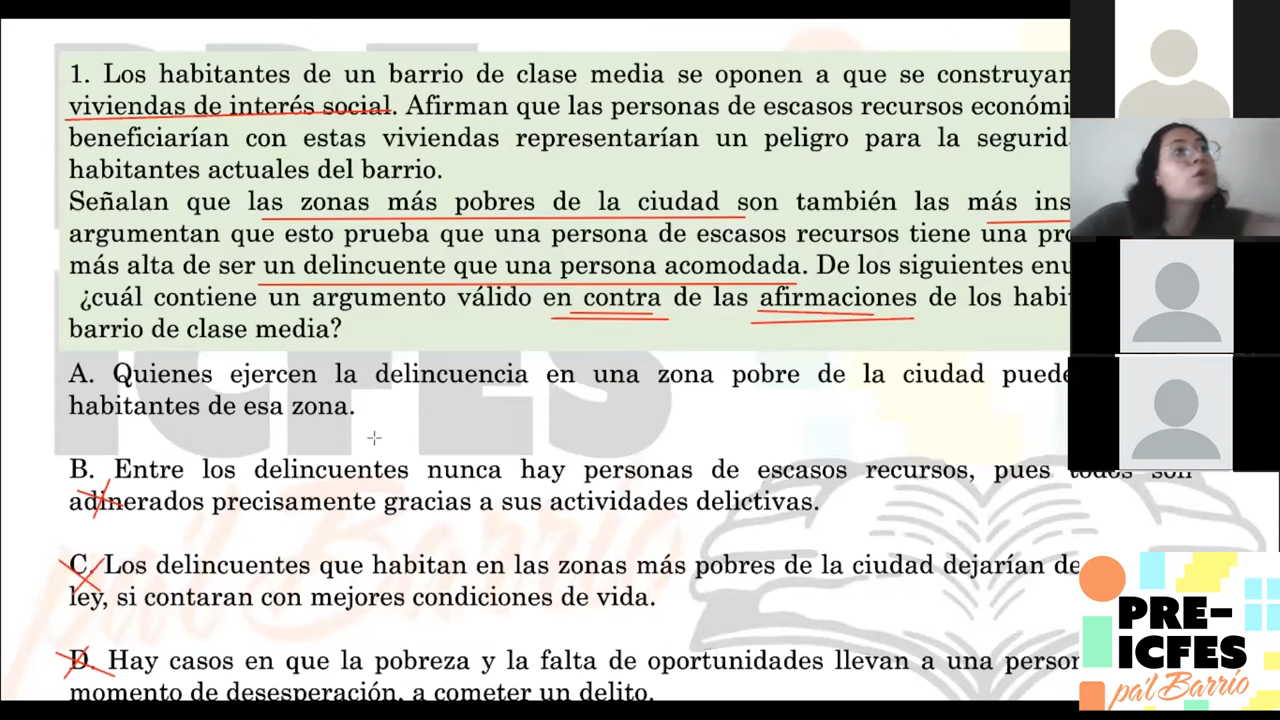 1. Los habitantes de un barrio de clase media se oponen a que se construyan
viviendas de interés social. Afirman que las personas de escasos recursos
beneficiarían con estas viviendas representarían un peligro para la
habitantes actuales del barrio.
Señalan que las zonas más pobres de la ciudad son también las más
argumentan que esto prueba que una persona de escasos recursos tiene una
más alta de ser un delincuente que una persona acomodada. De los siguientes
¿cuál contiene un argumento válido en contra de las afirmaciones de los
barrio de clase media?
A. Quienes ejercen la delincuencia en una zona pobre de la ciudad
habitantes de esa zona.
B. Entre los delincuentes nunca hay personas de escasos recursos, pues todos son
adinerados precisamente gracias a sus actividades delictivas.
C. Los delincuentes que habitan en las zonas más pobres de la ciudad dejarían de
ley, si contaran con mejores condiciones de vida.
D. Hay casos en que la pobreza y la falta de oportunidades llevan a una
momento de desesperación, a cometer un delito.
PRE-
ICFES
pa'l Barrio